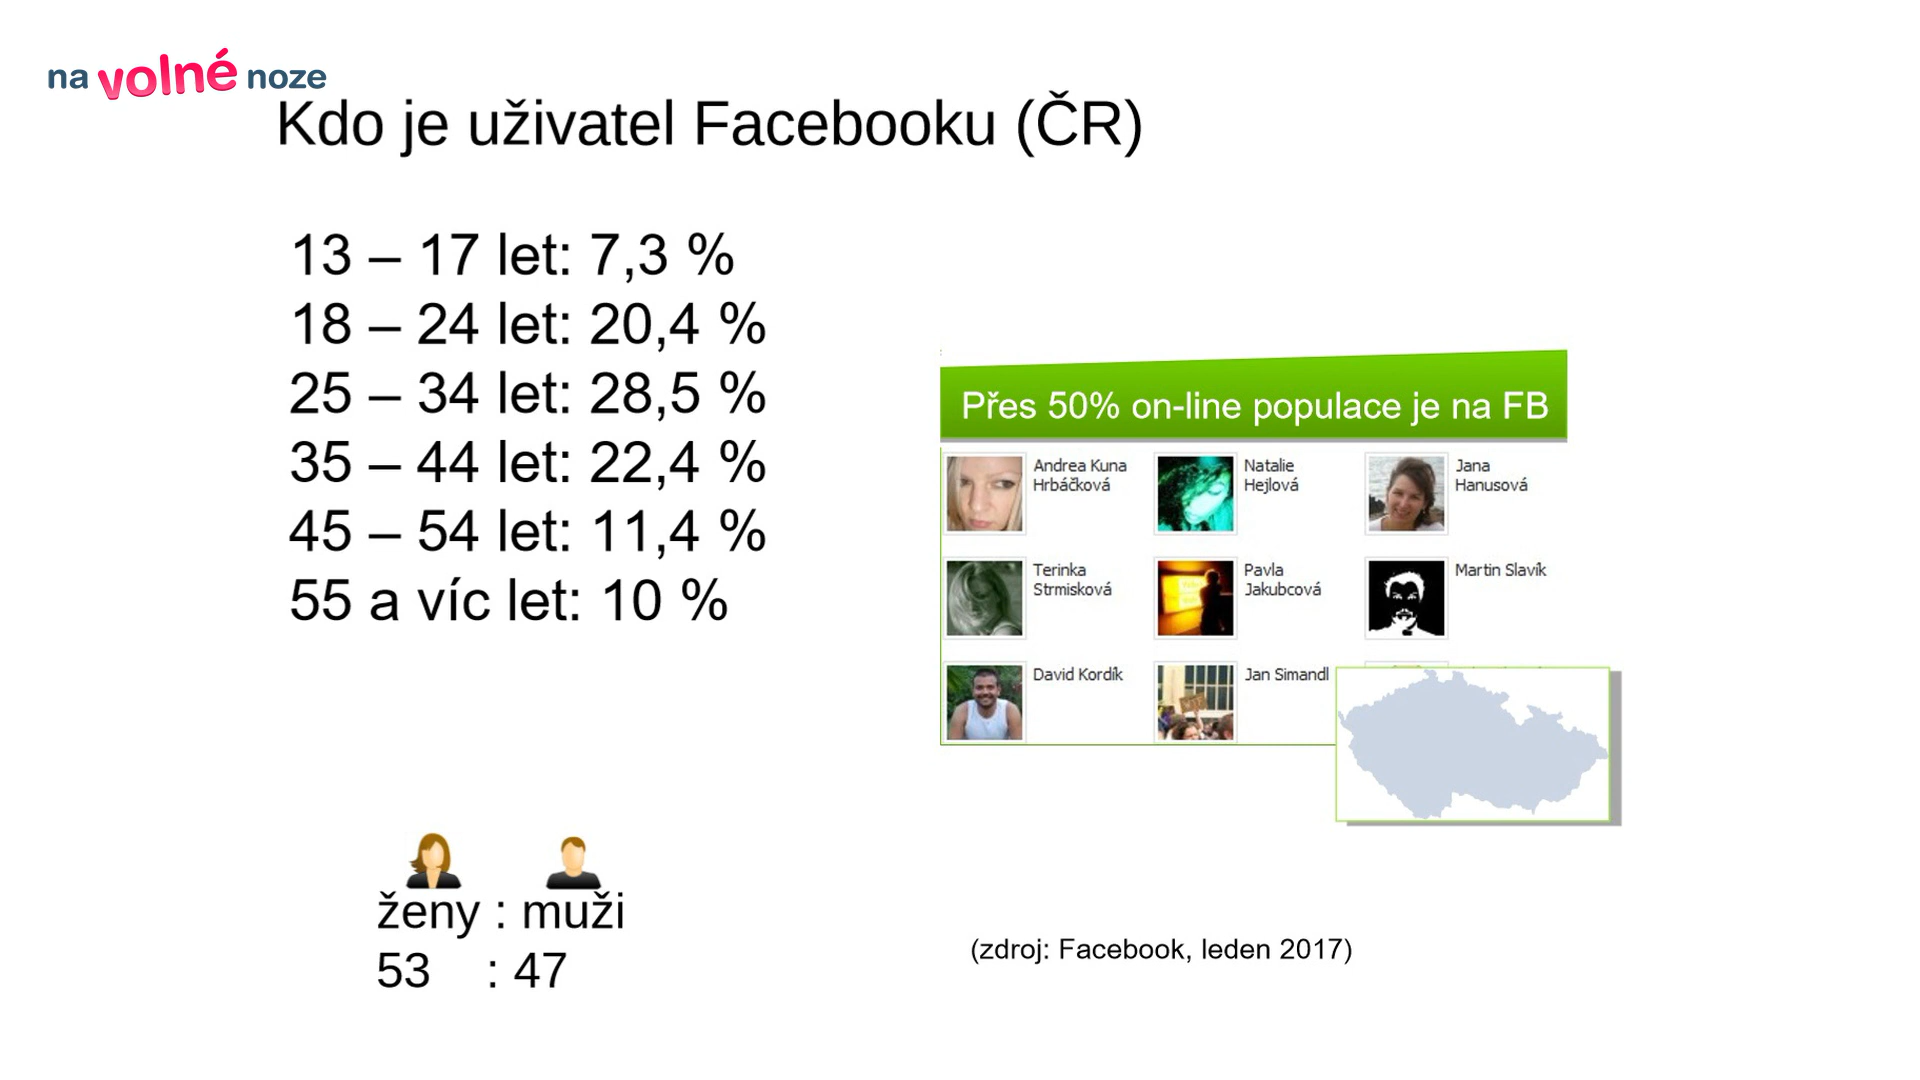 na volné noze
Kdo je uživatel Facebooku (ČR)
13 – 17 let: 7,3 %
18 – 24 let: 20,4 %
25 – 34 let: 28,5 %
35 – 44 let: 22,4 %
45 – 54 let: 11,4 %
55 a víc let: 10 %
Přes 50% on-line populace je na FB
Andrea Kuna
Hrbáčková
Natalie
Hejlová
Jana
Hanusová
Terinka
Strmisková
Pavla
Jakubcová
Martin Slavík
David Kordík
Jan Simandl
ženy : muži
53 : 47
(zdroj: Facebook, leden 2017)